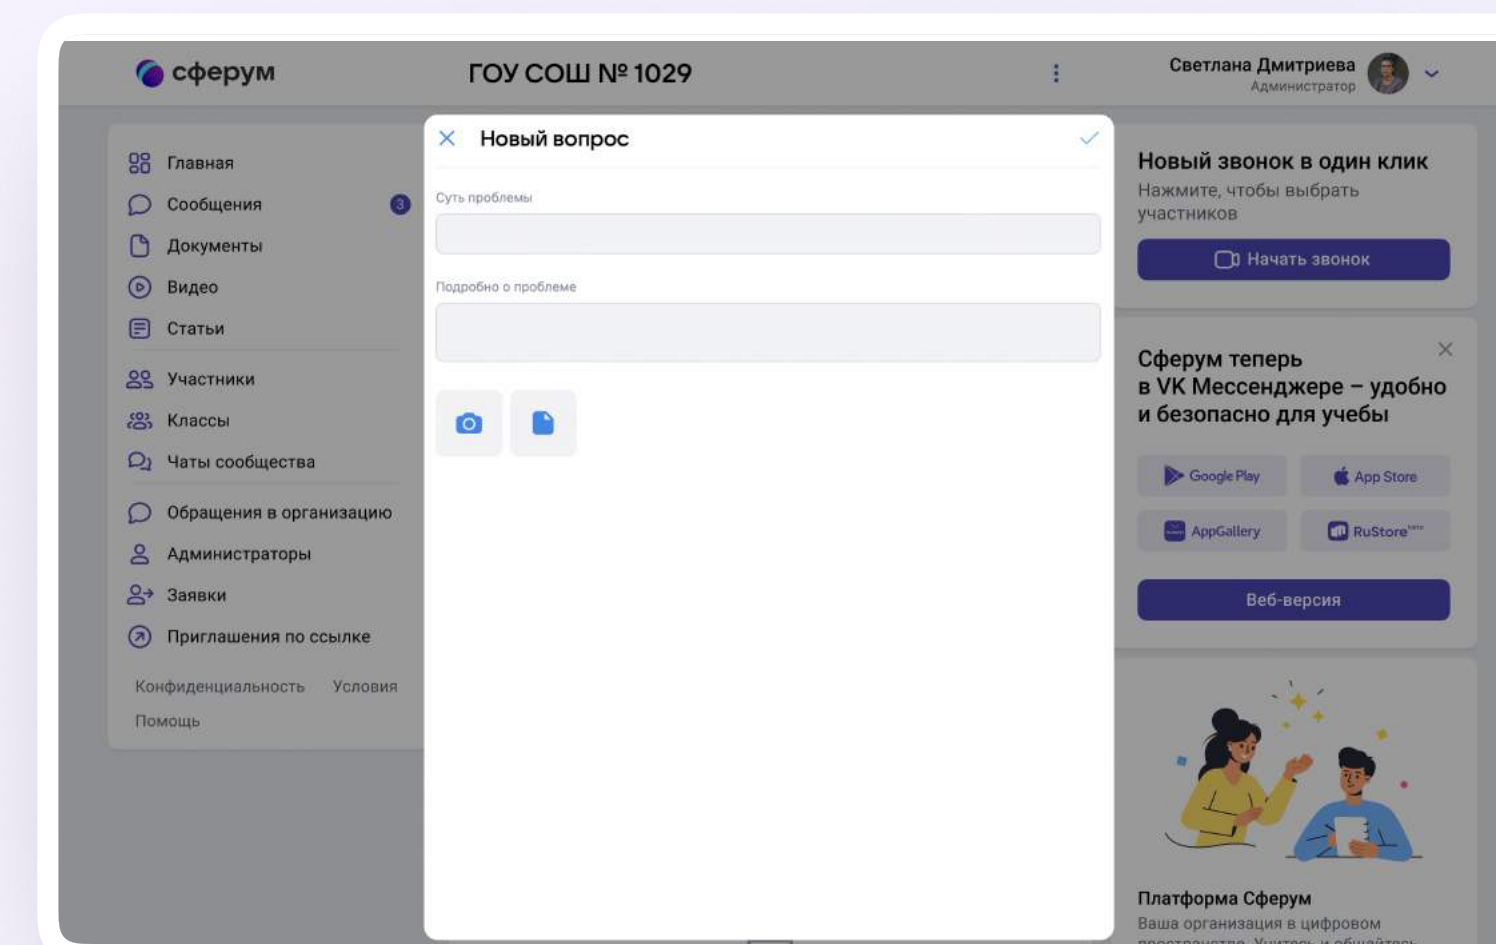 сферум
ГОУ СОШ № 1029
Светлана Дмитриева
Администратор
Главная
Сообщения 3
Документы
Видео
Статьи
Участники
Классы
Чаты сообщества
Обращения в организацию
Администраторы
Заявки
Приглашения по ссылке
Конфиденциальность Условия
Помощь
Новый вопрос
Суть проблемы
Подробно о проблеме
Новый звонок в один клик
Нажмите, чтобы выбрать
участников
Начать звонок
Сферум теперь
в VK Мессенджере – удобно
и безопасно для учебы
Google Play
App Store
AppGallery
RuStore
Веб-версия
Платформа Сферум
Ваша организация в цифровом
пространстве. Учитесь и общайтесь